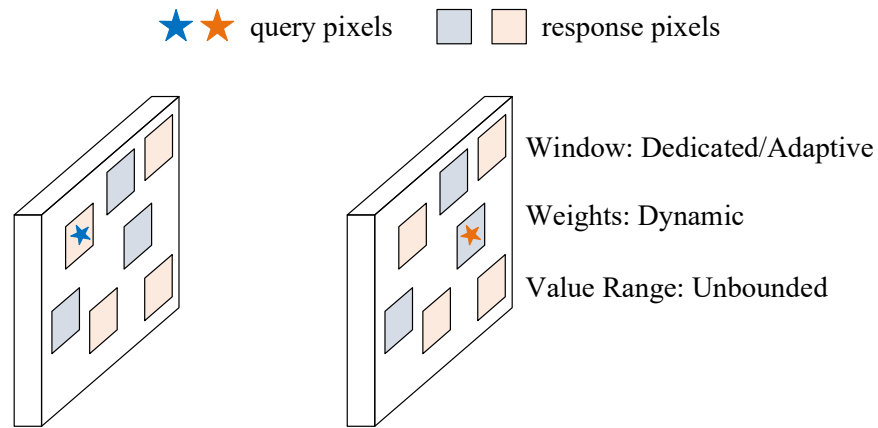 query pixels response pixels
Window: Dedicated/Adaptive
Weights: Dynamic
Value Range: Unbounded